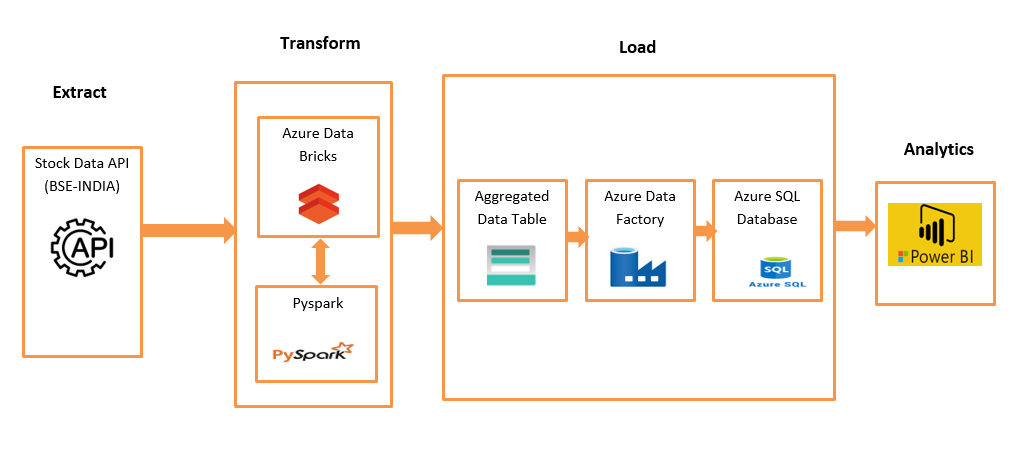 Extract
Stock Data API
(BSE-INDIA)
API
Transform
Azure Data
Bricks
Pyspark
PySpark
Load
Aggregated
Data Table
Azure Data
Factory
Azure SQL
Database
SQL
Azure SQL
Analytics
Power BI